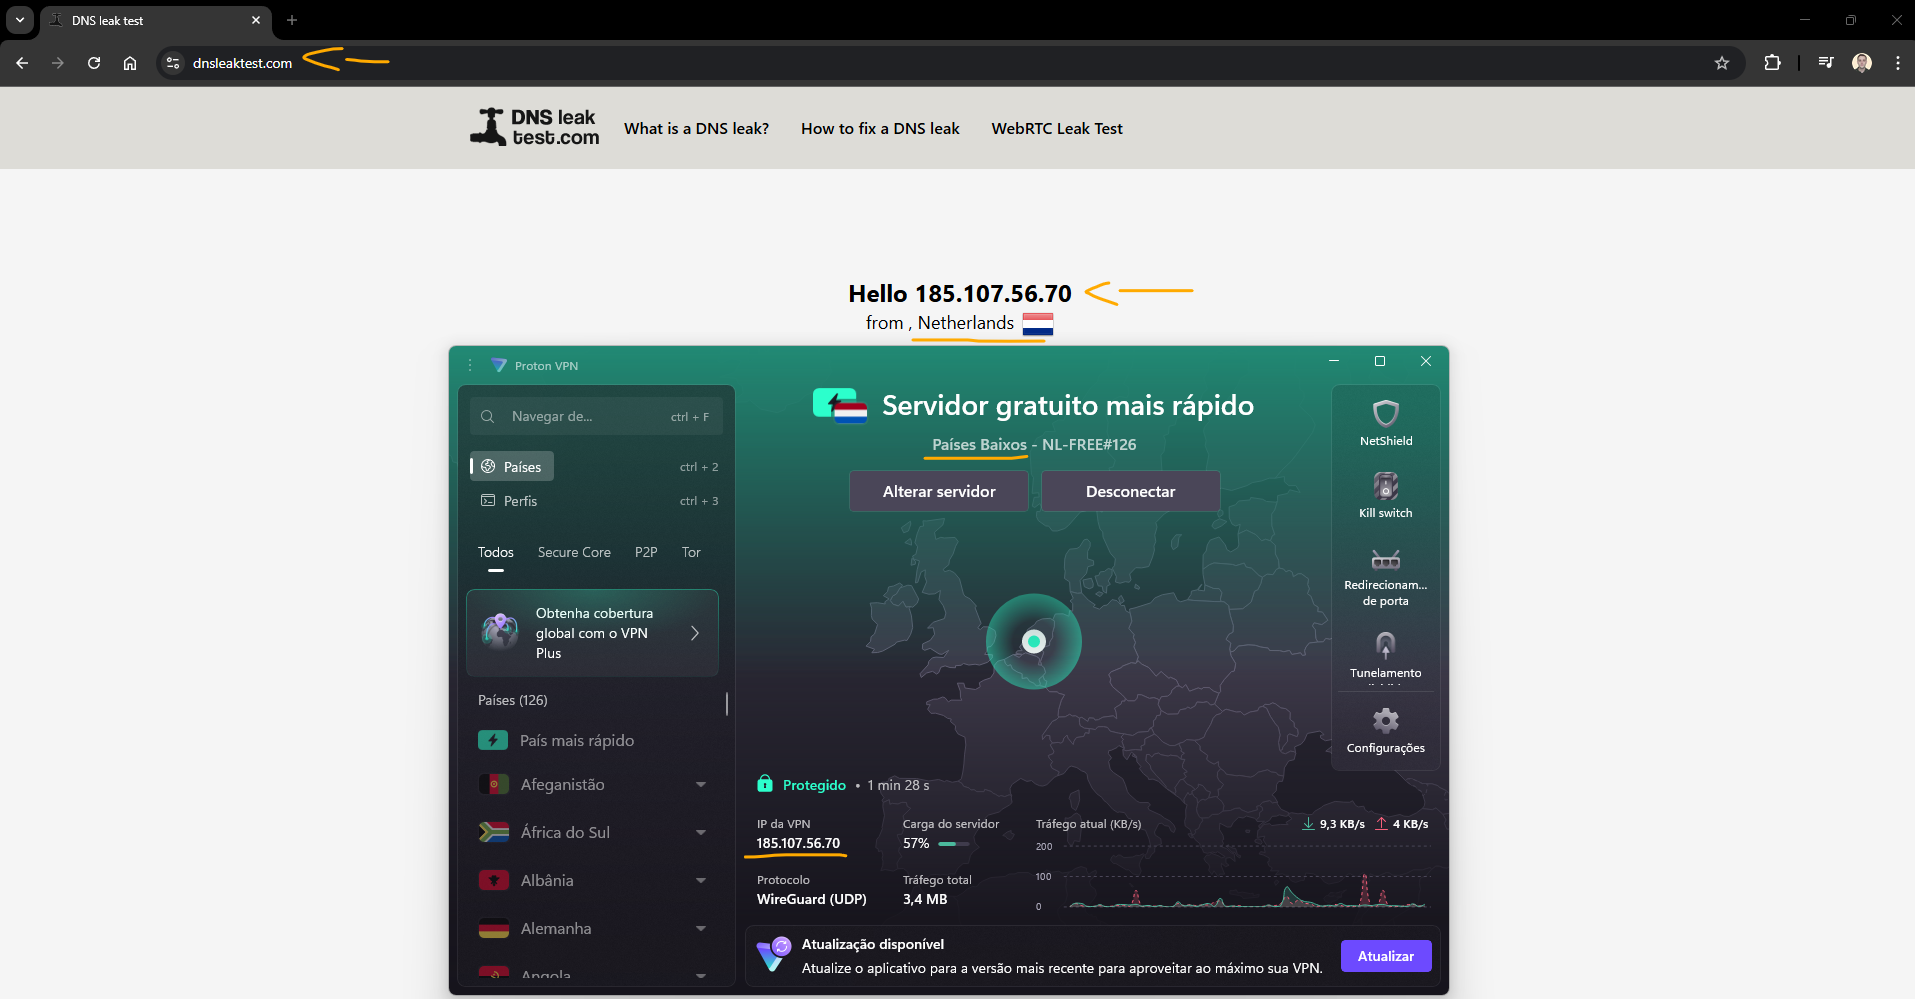 DNS leak test
dnsleaktest.com
DNS leak
test.com
What is a DNS leak?
How to fix a DNS leak
WebRTC Leak Test
Hello 185.107.56.70
from , Netherlands
Proton VPN
Navegar de...
ctrl + F
Países
ctrl + 2
Perfis
ctrl + 3
Todos
Secure Core
P2P
Tor
Obtenha cobertura
global com o VPN
Plus
Países (126)
País mais rápido
Afeganistão
África do Sul
Albânia
Alemanha
Angola
Servidor gratuito mais rápido
Países Baixos - NL-FREE#126
Alterar servidor
Desconectar
NetShield
Kill switch
Redirecionam...
de porta
Tunelamento
Configurações
Protegido • 1 min 28 s
IP da VPN
185.107.56.70
Carga do servidor
57%
Protocolo
WireGuard (UDP)
Tráfego total
3,4 MB
Tráfego atual (KB/s)
9,3 KB/s
4 KB/s
200
100
0
Atualização disponível
Atualize o aplicativo para a versão mais recente para aproveitar ao máximo sua VPN.
Atualizar